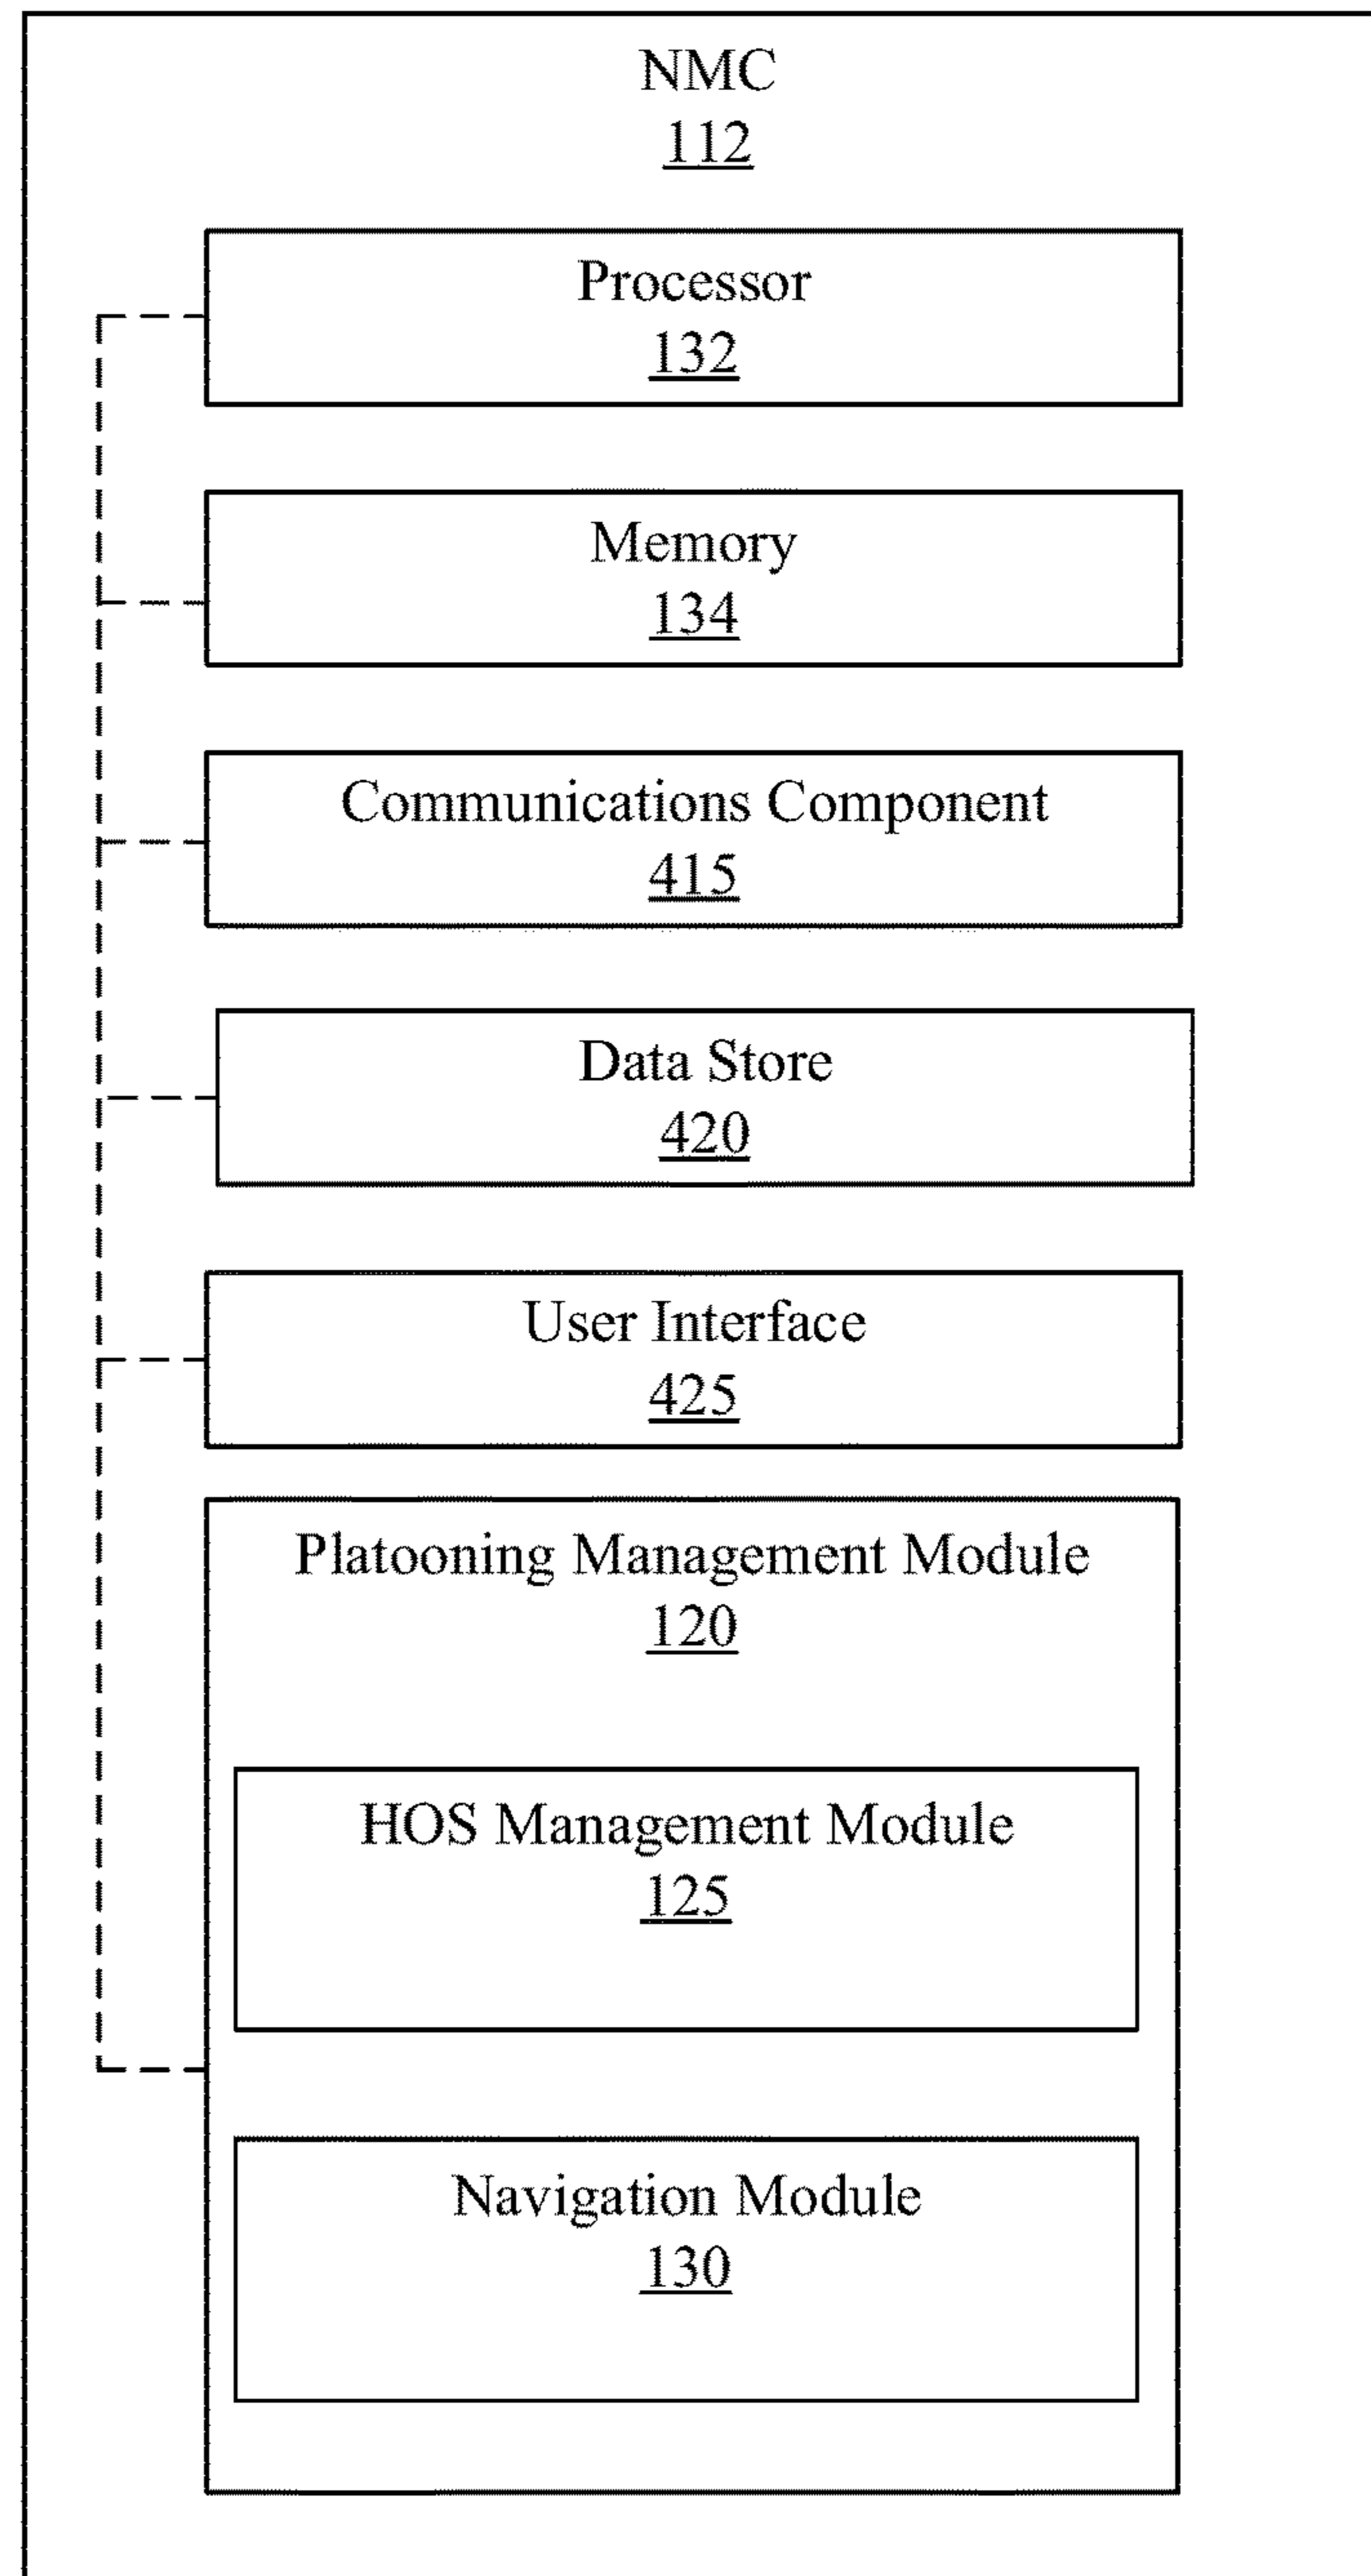 NMC
112
Processor
132
Memory
134
Communications Component
415
Data Store
420
User Interface
425
Platooning Management Module
120
HOS Management Module
125
Navigation Module
130